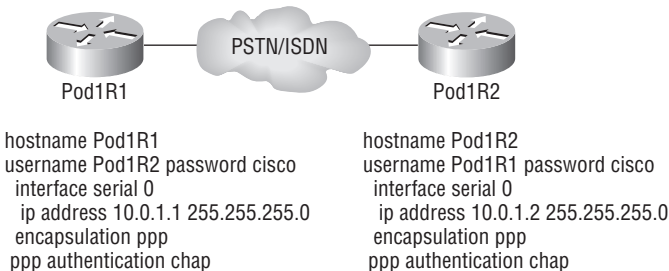 PSTN/ISDN
Pod1R1
Pod1R2
hostname Pod1R1
username Pod1R2 password cisco
interface serial 0
ip address 10.0.1.1 255.255.255.0
encapsulation ppp
ppp authentication chap
hostname Pod1R2
username Pod1R1 password cisco
interface serial 0
ip address 10.0.1.2 255.255.255.0
encapsulation ppp
ppp authentication chap